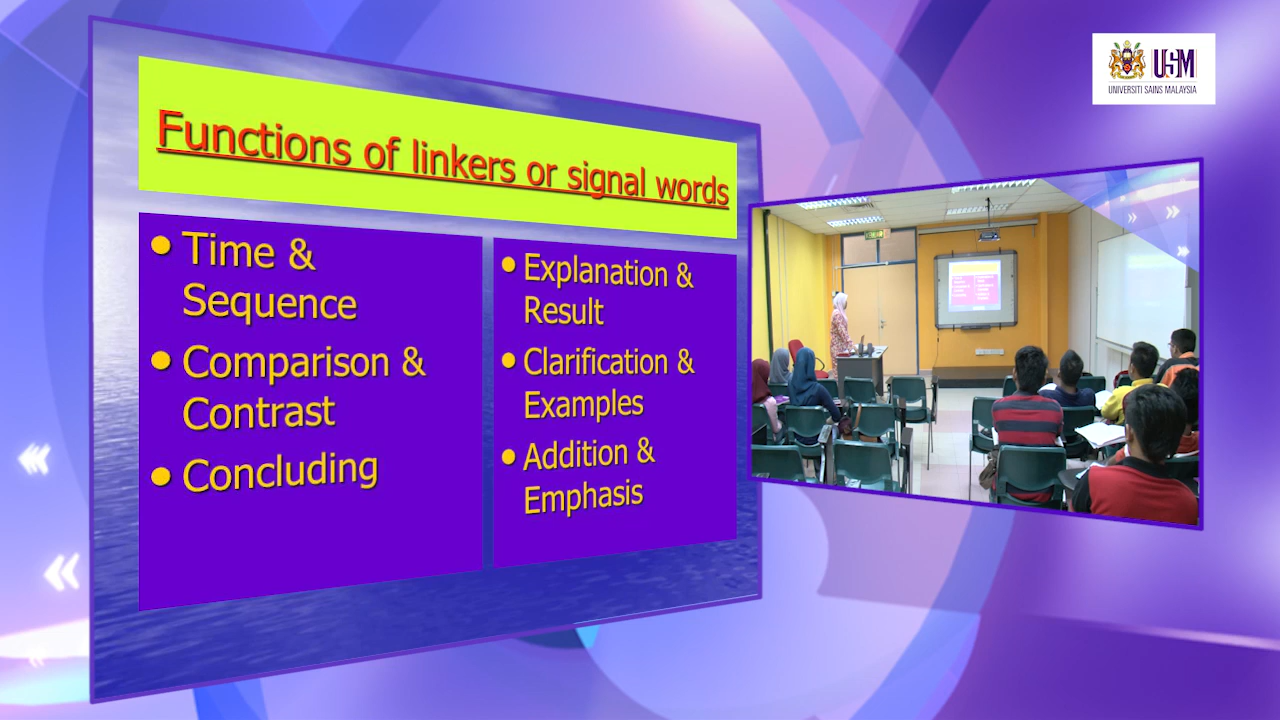 Functions of linkers or signal words
Time &
Sequence
Comparison &
Contrast
Concluding
Explanation &
Result
Clarification &
Examples
Addition &
Emphasis
USM
UNIVERSITI SAINS MALAYSIA